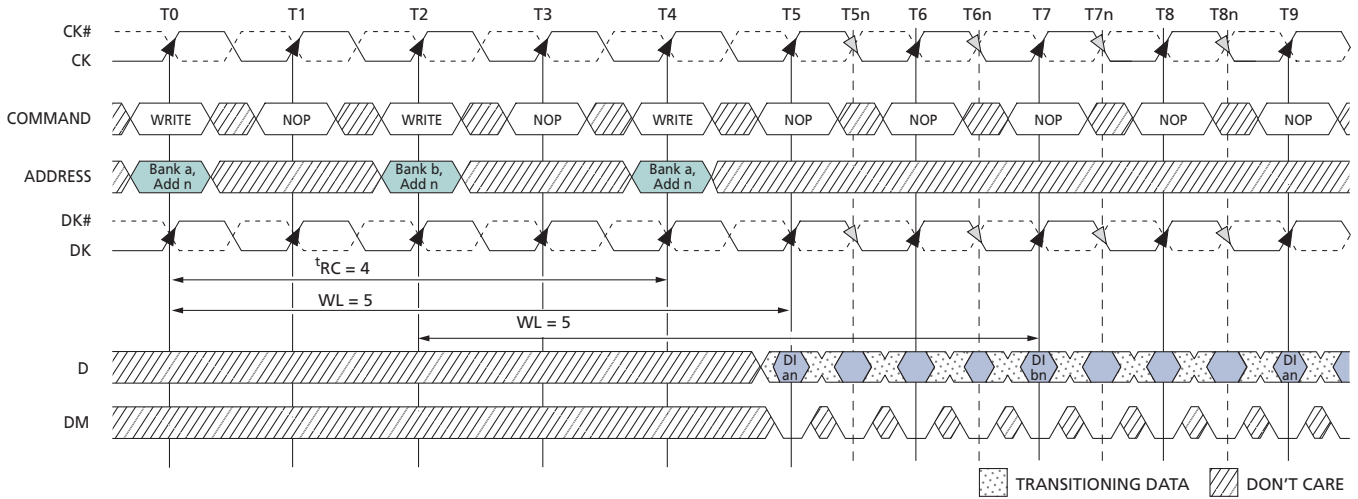 T0 T1 T2 T3 T4 T5 T5n T6 T6n T7 T7n T8 T8n T9
CK#
CK
COMMAND WRITE NOP WRITE NOP WRITE NOP NOP NOP NOP NOP
ADDRESS Bank a, Add n Bank b, Add n Bank a, Add n
DK#
DK
tRC = 4
WL = 5
WL = 5
D DI an DI bn DI an
DM
TRANSITIONING DATA DON'T CARE